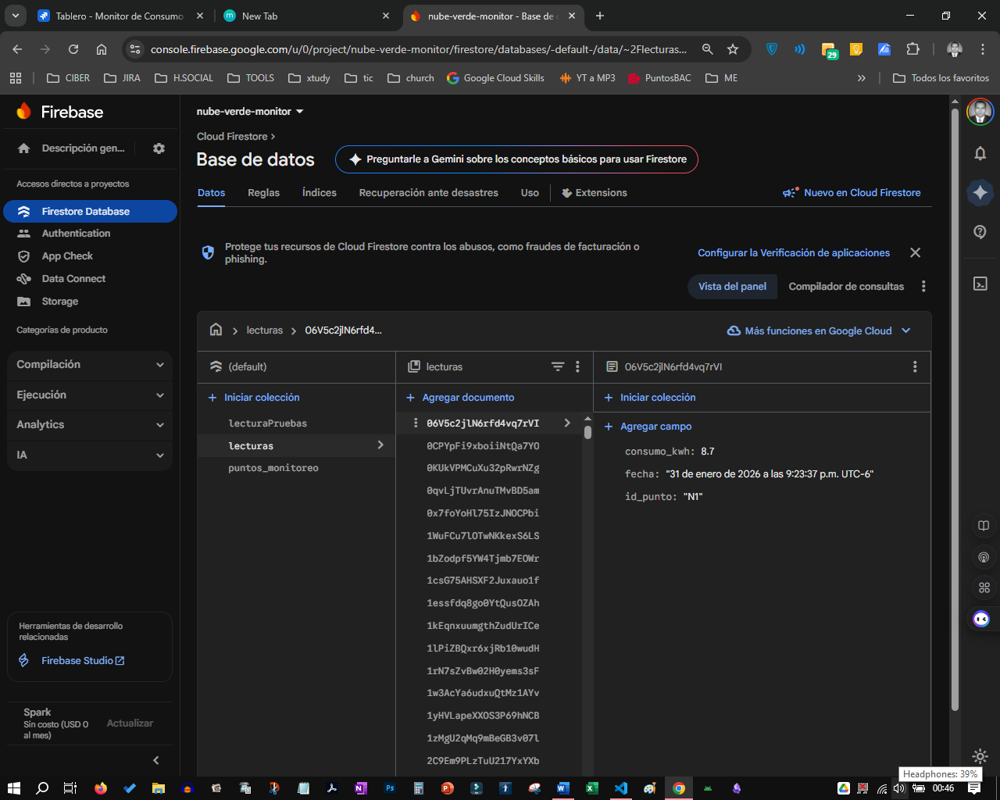 Tablero - Monitor de Consumo
New Tab
nube-verde-monitor - Base de
console.firebase.google.com/u/0/project/nube-verde-monitor/firestore/databases/-default-/data/~2Flecturas...
29
CIBER
JIRA
H.SOCIAL
TOOLS
xtudy
tic
church
Google Cloud Skills
YT a MP3
PuntosBAC
ME
Todos los favoritos
Firebase
Descripción gen...
Accesos directos a proyectos
Firestore Database
Authentication
App Check
Data Connect
Storage
Categorías de producto
Compilación
Ejecución
Analytics
IA
Herramientas de desarrollo
relacionadas
Firebase Studio
Spark
Sin costo (USD 0
al mes)
Actualizar
nube-verde-monitor
Cloud Firestore
Base de datos
Preguntarle a Gemini sobre los conceptos básicos para usar Firestore
Datos
Reglas
Índices
Recuperación ante desastres
Uso
Extensions
Nuevo en Cloud Firestore
Protege tus recursos de Cloud Firestore contra los abusos, como fraudes de facturación o
phishing.
Configurar la Verificación de aplicaciones
Vista del panel
Compilador de consultas
lecturas
06V5c2jlN6rfd4...
Más funciones en Google Cloud
(default)
Iniciar colección
lecturaPruebas
lecturas
puntos_monitoreo
lecturas
Agregar documento
06V5c2jlN6rfd4vq7rVI
0CPYpFi9xboiiNtQa7YO
0KUkVPMCuXu32pRwrNZg
0qvLjTUvrAnuTMvBD5am
0x7foYoHl75IzJNOCPbi
1WuFCu7lOTwNKkexS6LS
1bZodpf5YW4Tjmb7EOWr
1csG75AHSXF2Juxauo1f
1essfdq8go0YtQusOZAh
1kEqnxuumgthZudUrICe
1lPiZBQxr6xjRb10wudH
1rN7sZvBw02H0yems3sF
1w3AcYa6udxuQtMz1AYv
1yHVLapeXXOS3P69hNCB
1zMgU2qMq9mBeGB3v07l
2C9Em9PLzTuU217YxYXb
06V5c2jlN6rfd4vq7rVI
Iniciar colección
Agregar campo
consumo_kwh: 8.7
fecha: "31 de enero de 2026 a las 9:23:37 p.m. UTC-6"
id_punto: "N1"
Headphones: 39%
00:46